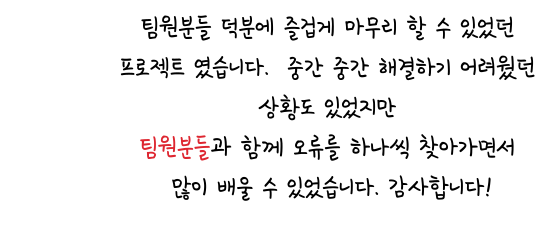 팀원분들 덕분에 즐겁게 마무리 할 수 있었던
프로젝트 였습니다. 중간 중간 해결하기 어려웠던
상황도 있었지만
팀원분들과 함께 오류를 하나씩 찾아가면서
많이 배울 수 있었습니다. 감사합니다!